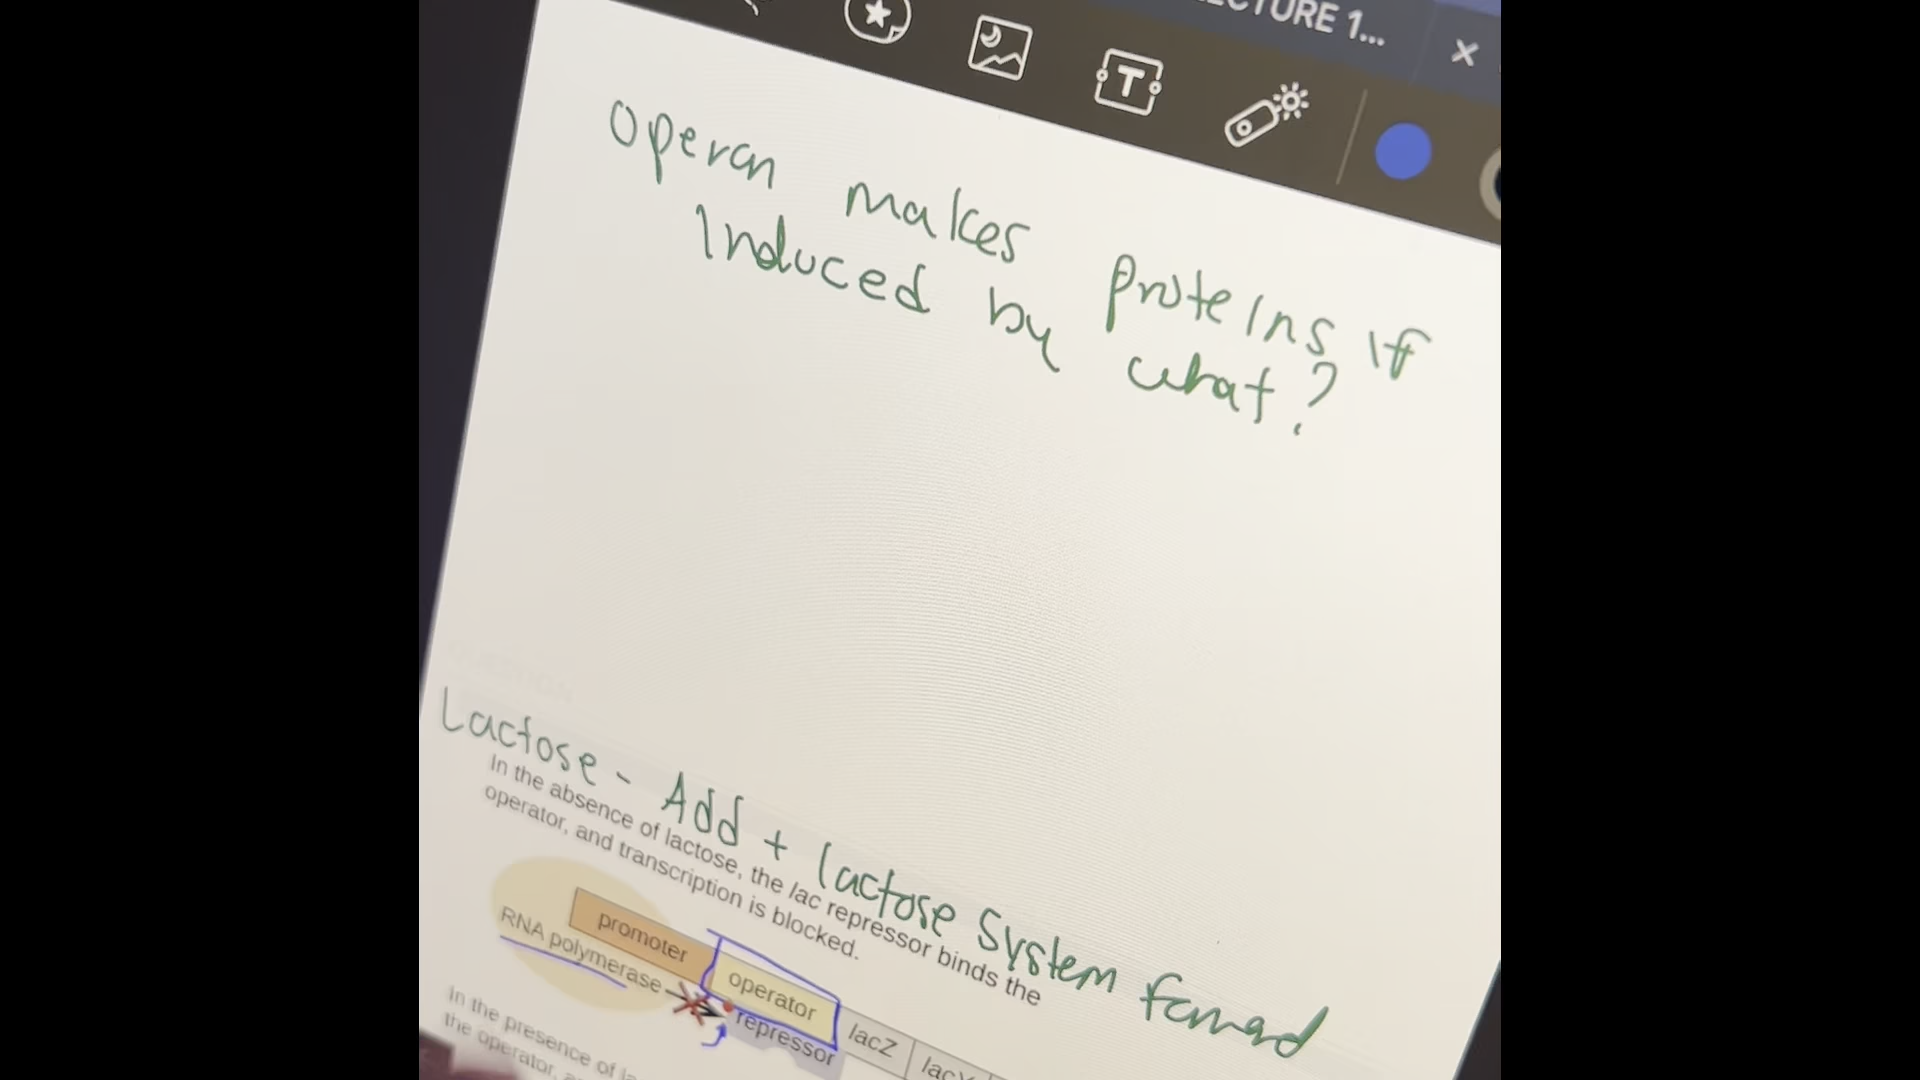 LECTURE 1...
Operon makes proteins if
induced by what?
Lactose - Add + lactose System formed
In the absence of lactose, the lac repressor binds the
operator, and transcription is blocked.
promoter
operator
lacZ
RNA polymerase
repressor
In the presence of
the operator,